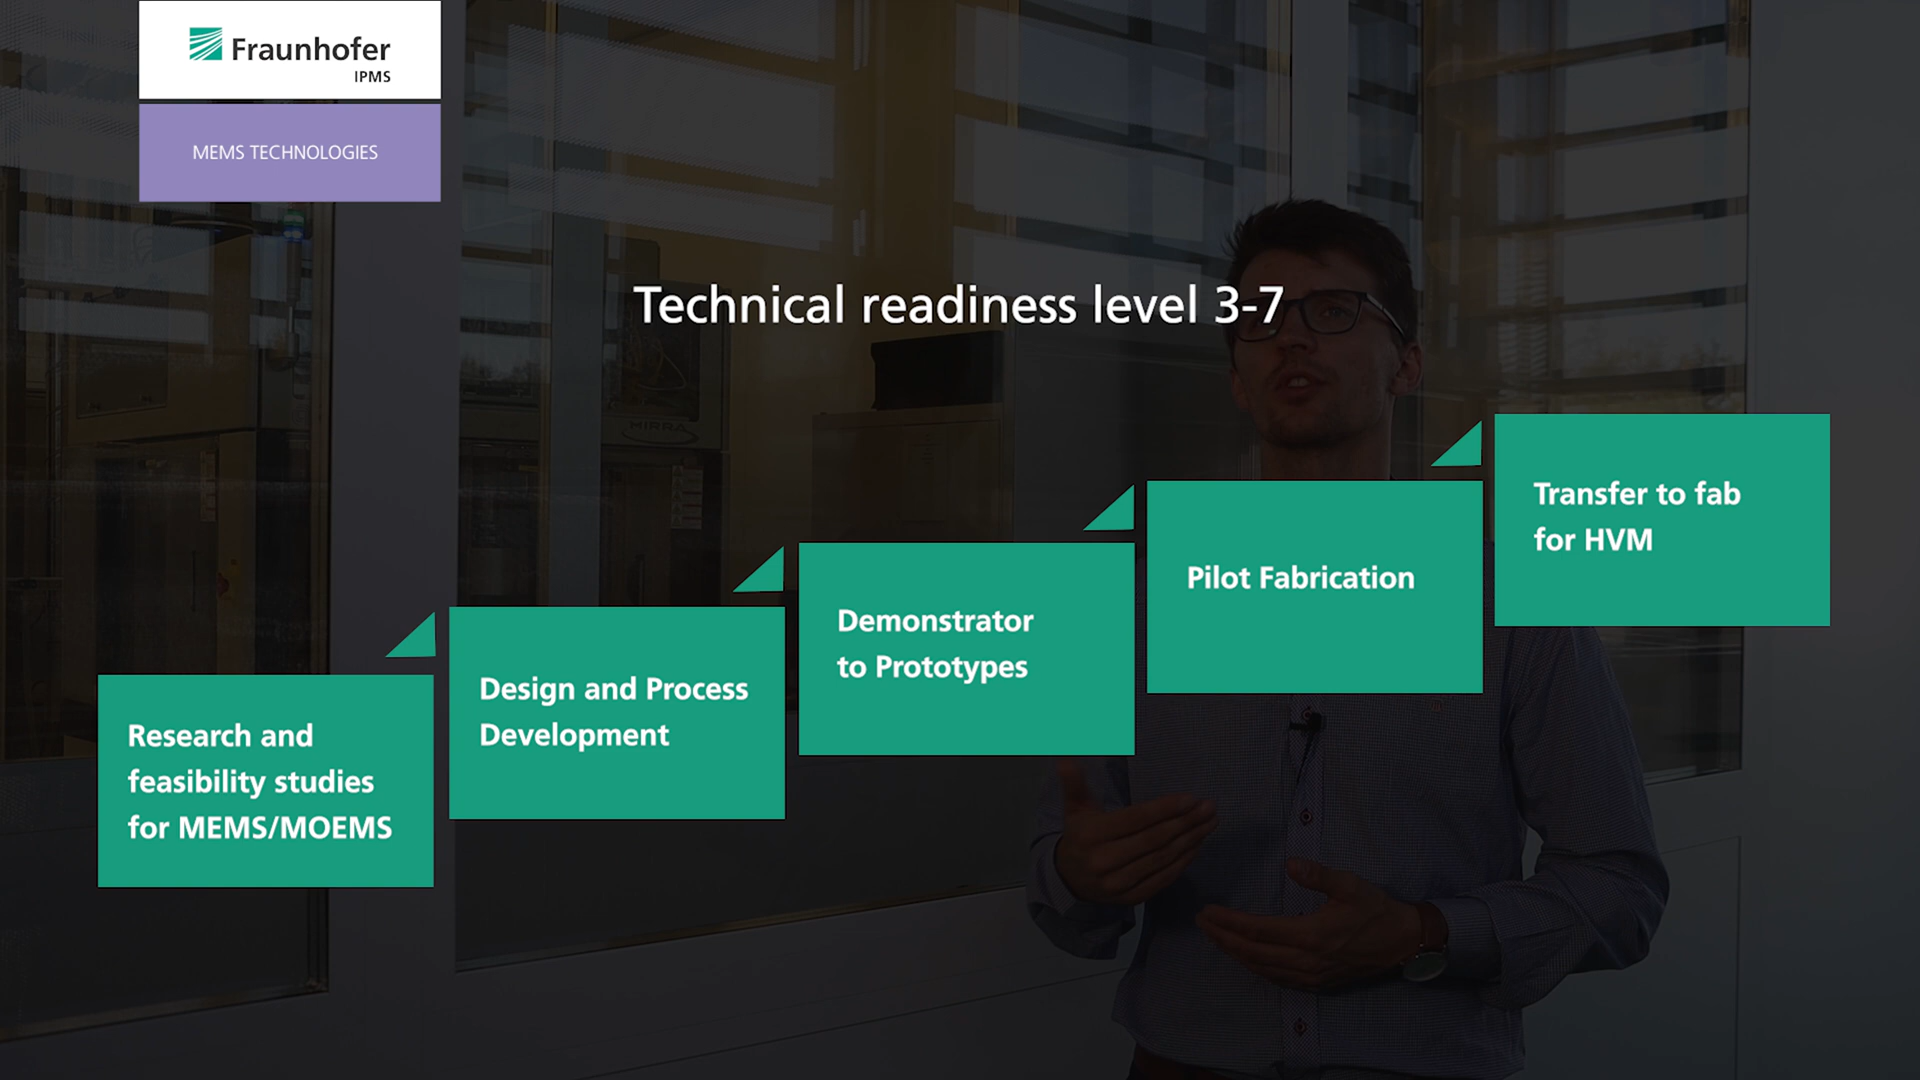 Fraunhofer
IPMS
MEMS TECHNOLOGIES
Technical readiness level 3-7
HIRRA
Research and
feasibility studies
for MEMS/MOEMS
Design and Process
Development
Demonstrator
to Prototypes
Pilot Fabrication
Transfer to fab
for HVM